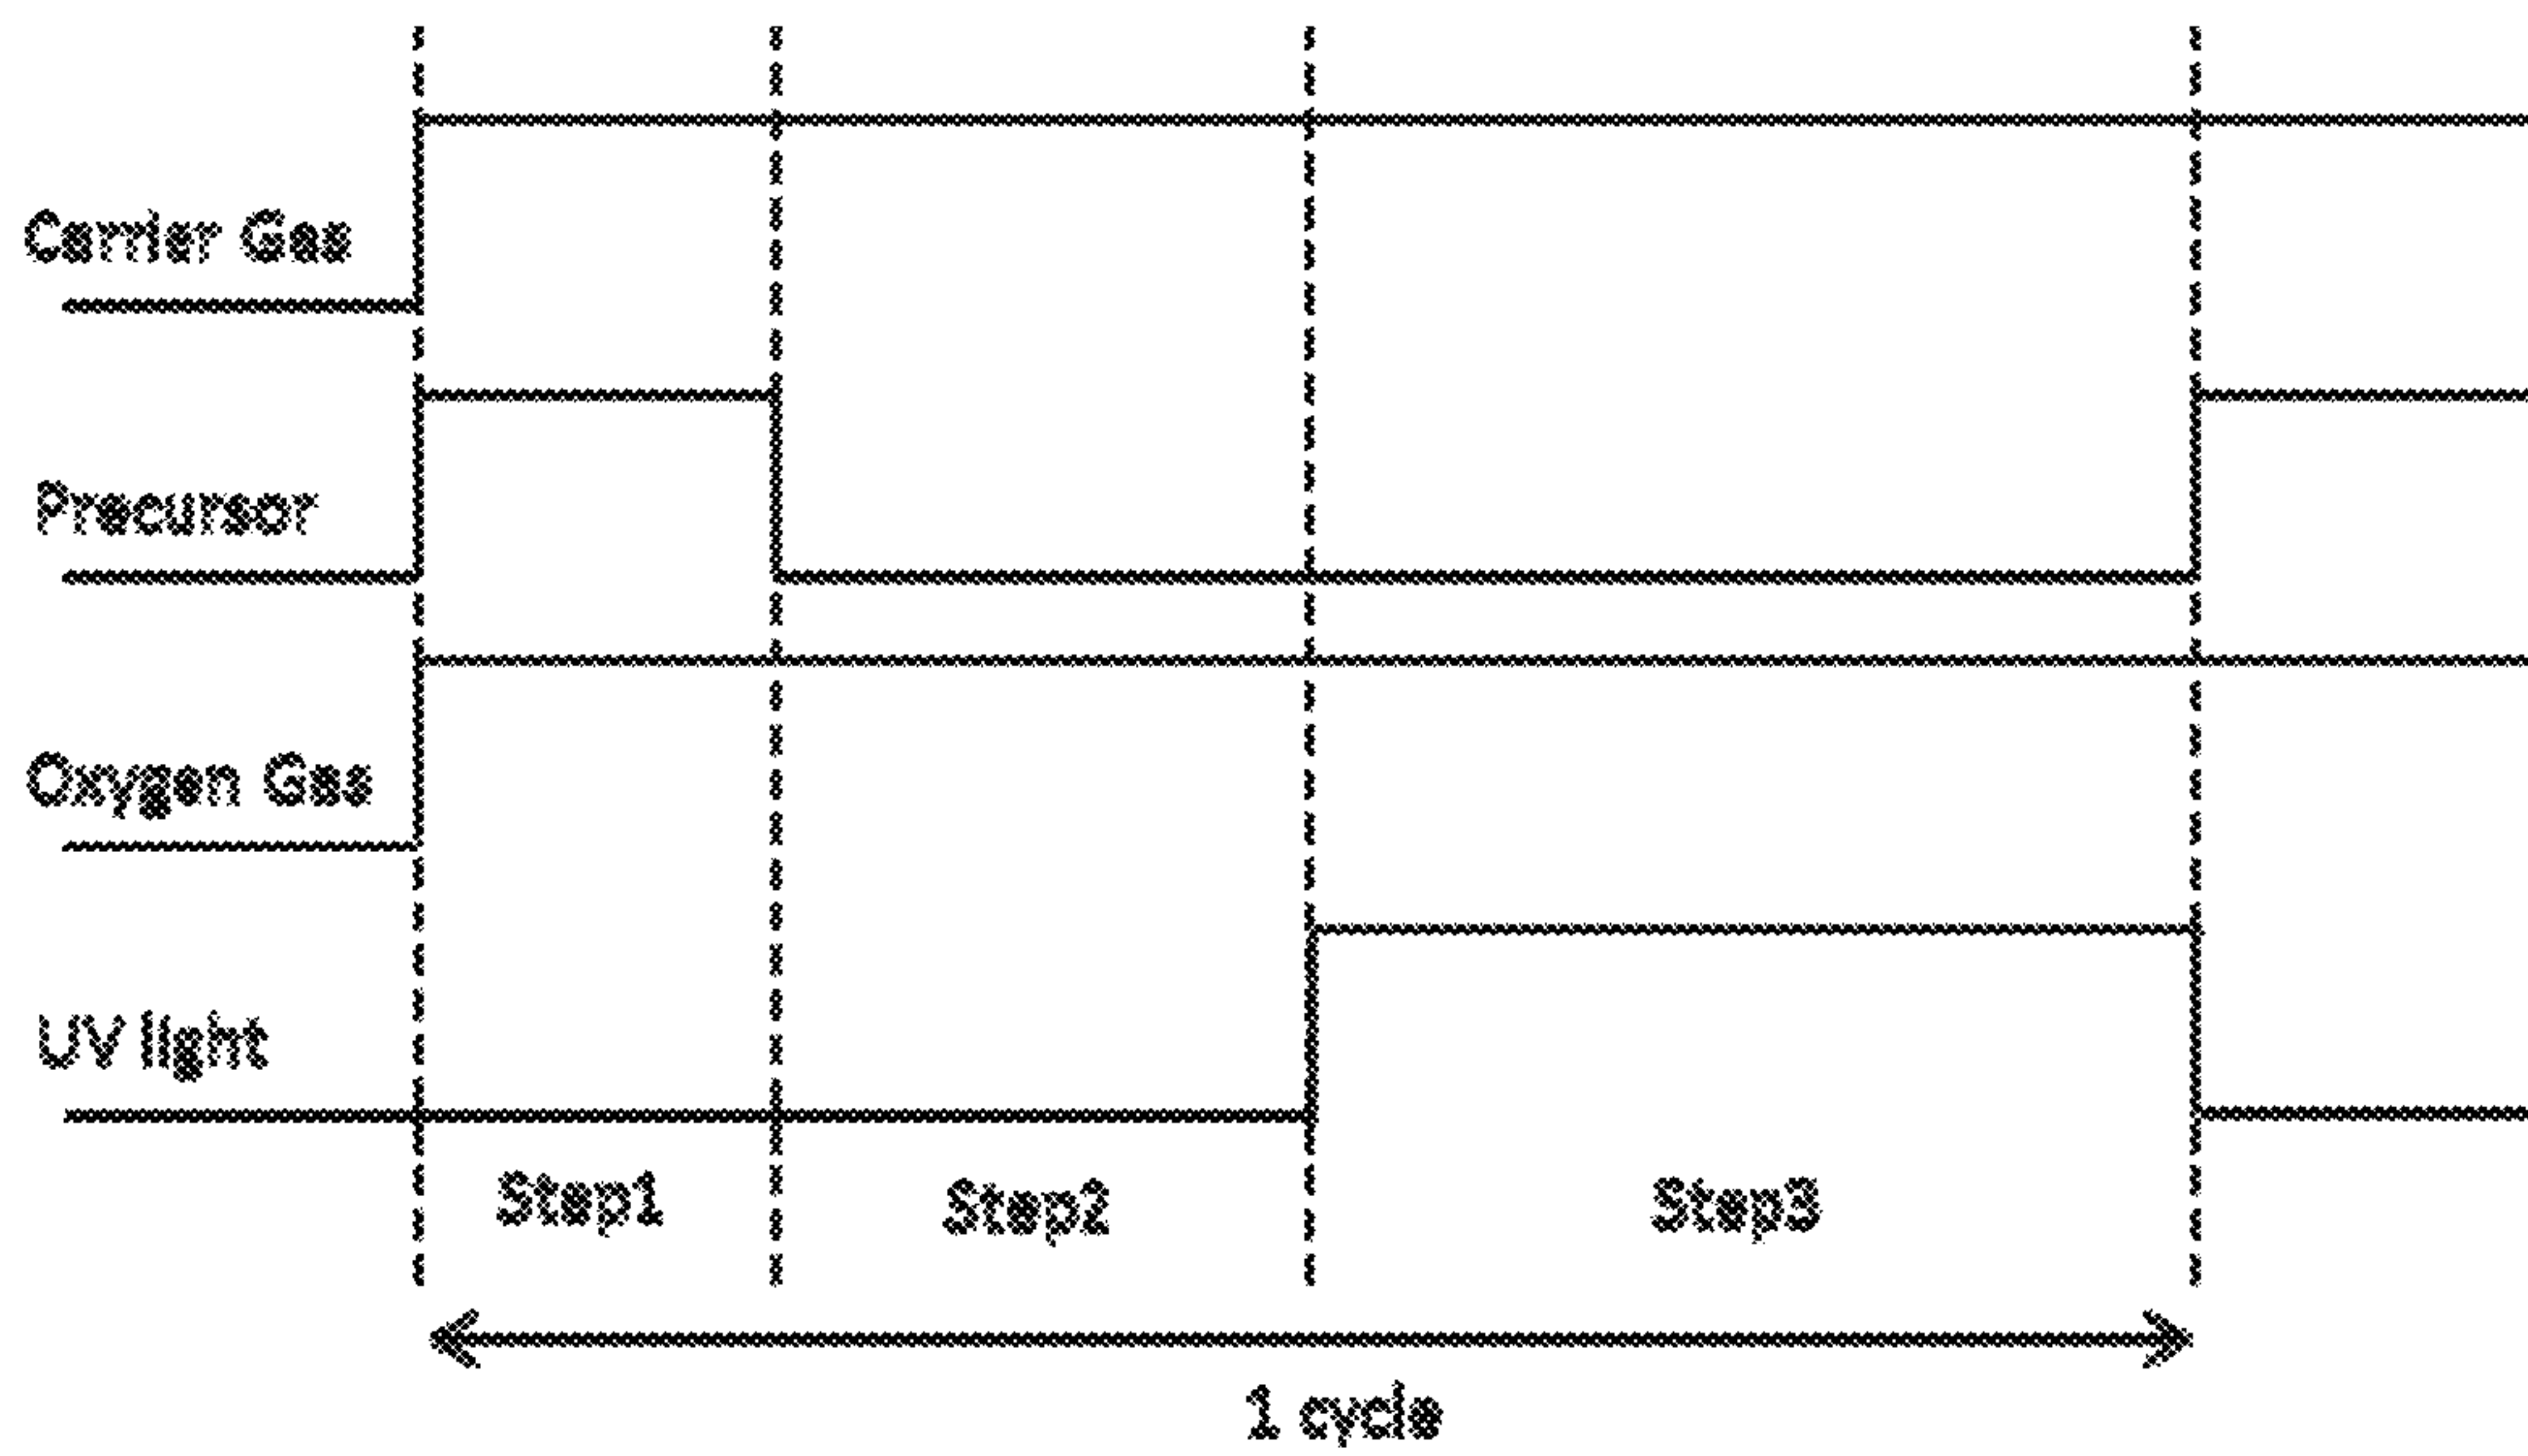 Carrier Gas
Precursor
Oxygen Gas
UV light
Step1 Step2 Step3
1 cycle